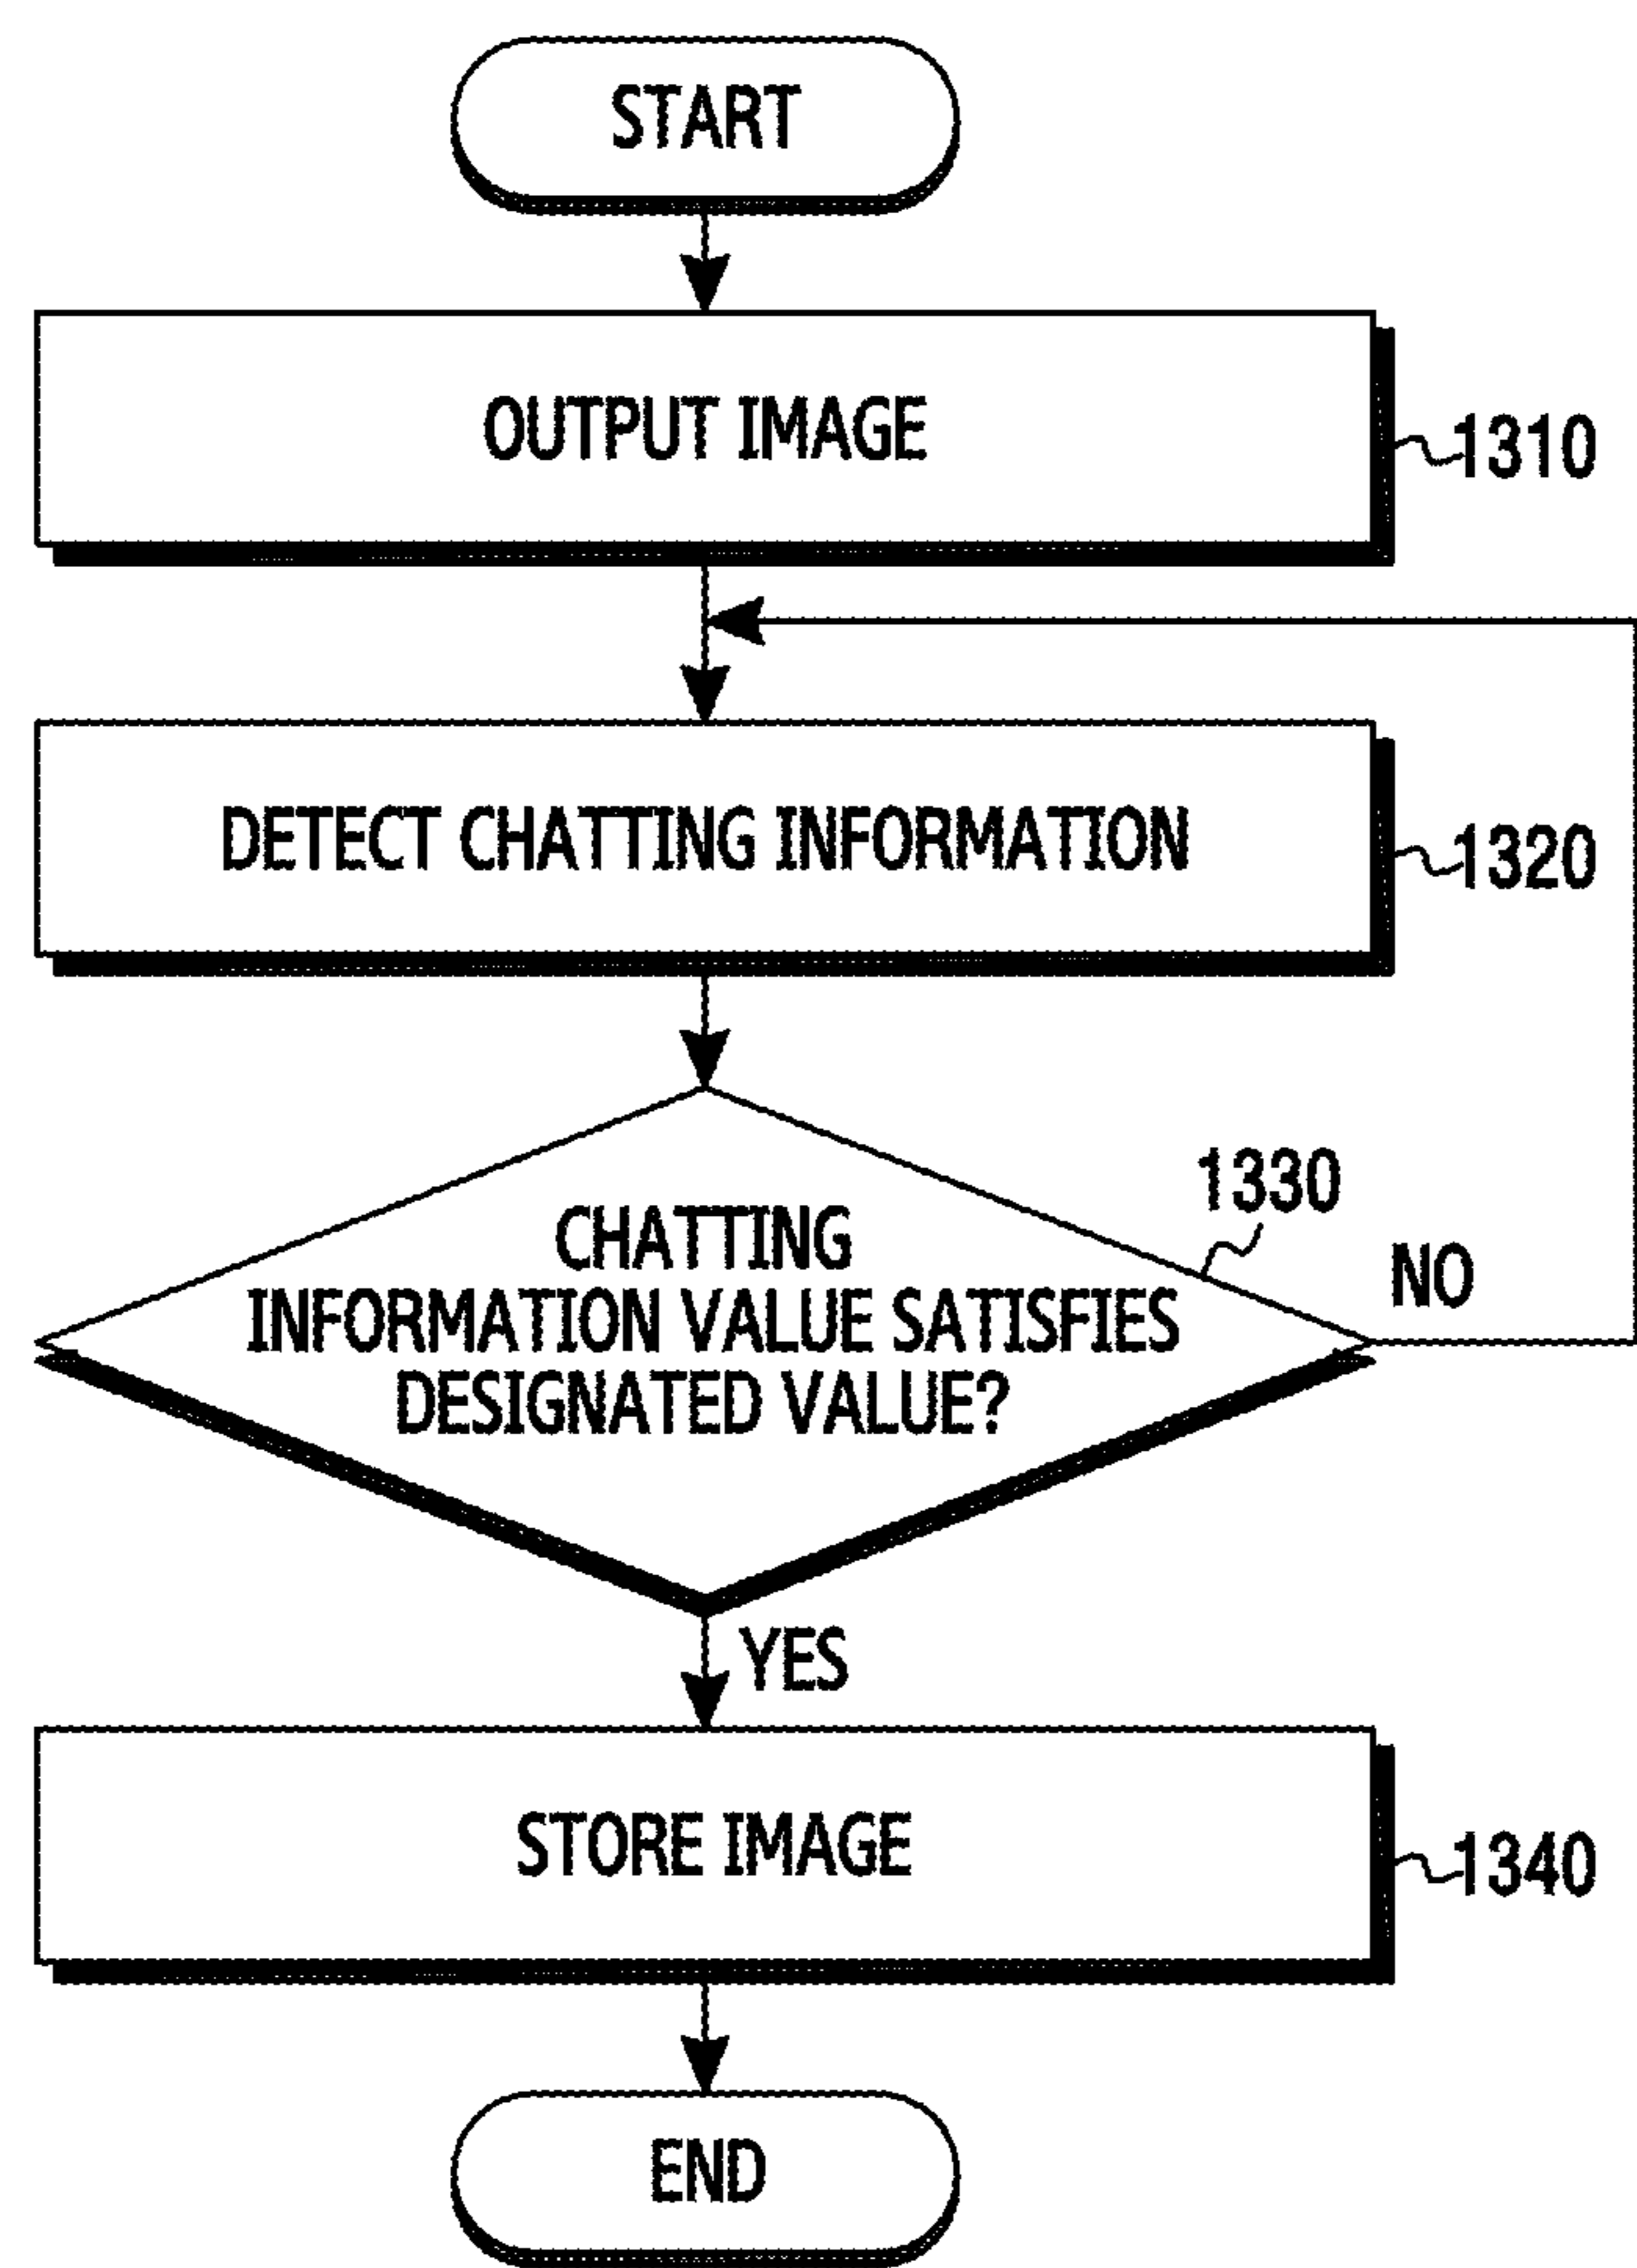 START
OUTPUT IMAGE
1310
DETECT CHATTING INFORMATION
1320
1330
CHATTING
INFORMATION VALUE SATISFIES
DESIGNATED VALUE?
NO
YES
STORE IMAGE
1340
END